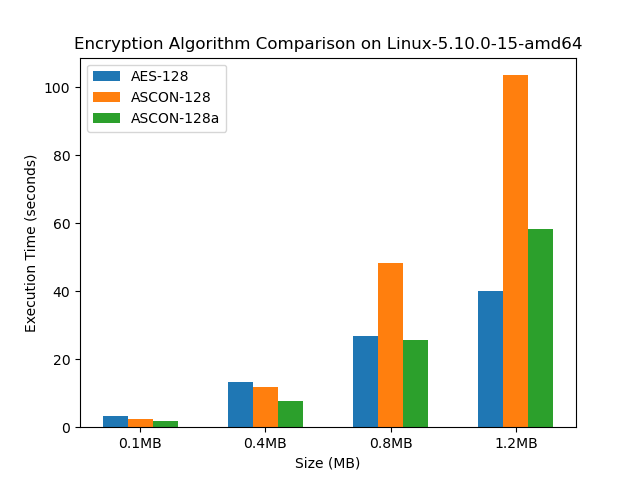 Encryption Algorithm Comparison on Linux-5.10.0-15-amd64
AES-128
ASCON-128
ASCON-128a
Execution Time (seconds)
100
80
60
40
20
0
0.1MB 0.4MB 0.8MB 1.2MB
Size (MB)